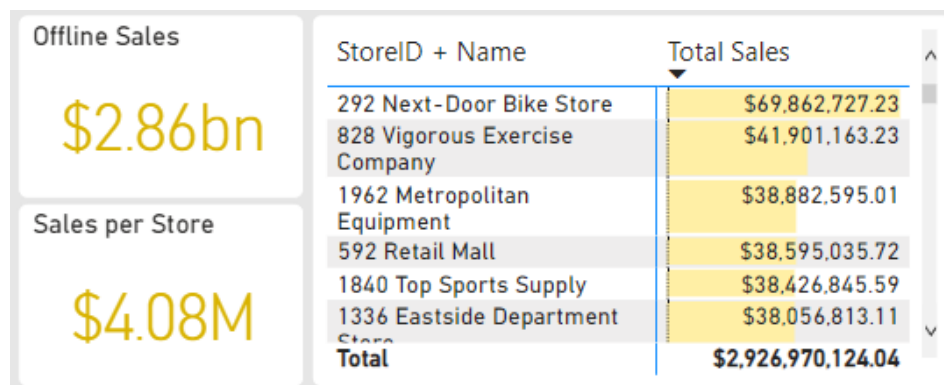 Offline Sales
$2.86bn
Sales per Store
$4.08M
StoreID + Name Total Sales
292 Next-Door Bike Store $69,862,727.23
828 Vigorous Exercise $41,901,163.23
Company
1962 Metropolitan $38,882,595.01
Equipment
592 Retail Mall $38,595,035.72
1840 Top Sports Supply $38,426,845.59
1336 Eastside Department $38,056,813.11
Store
Total $2,926,970,124.04